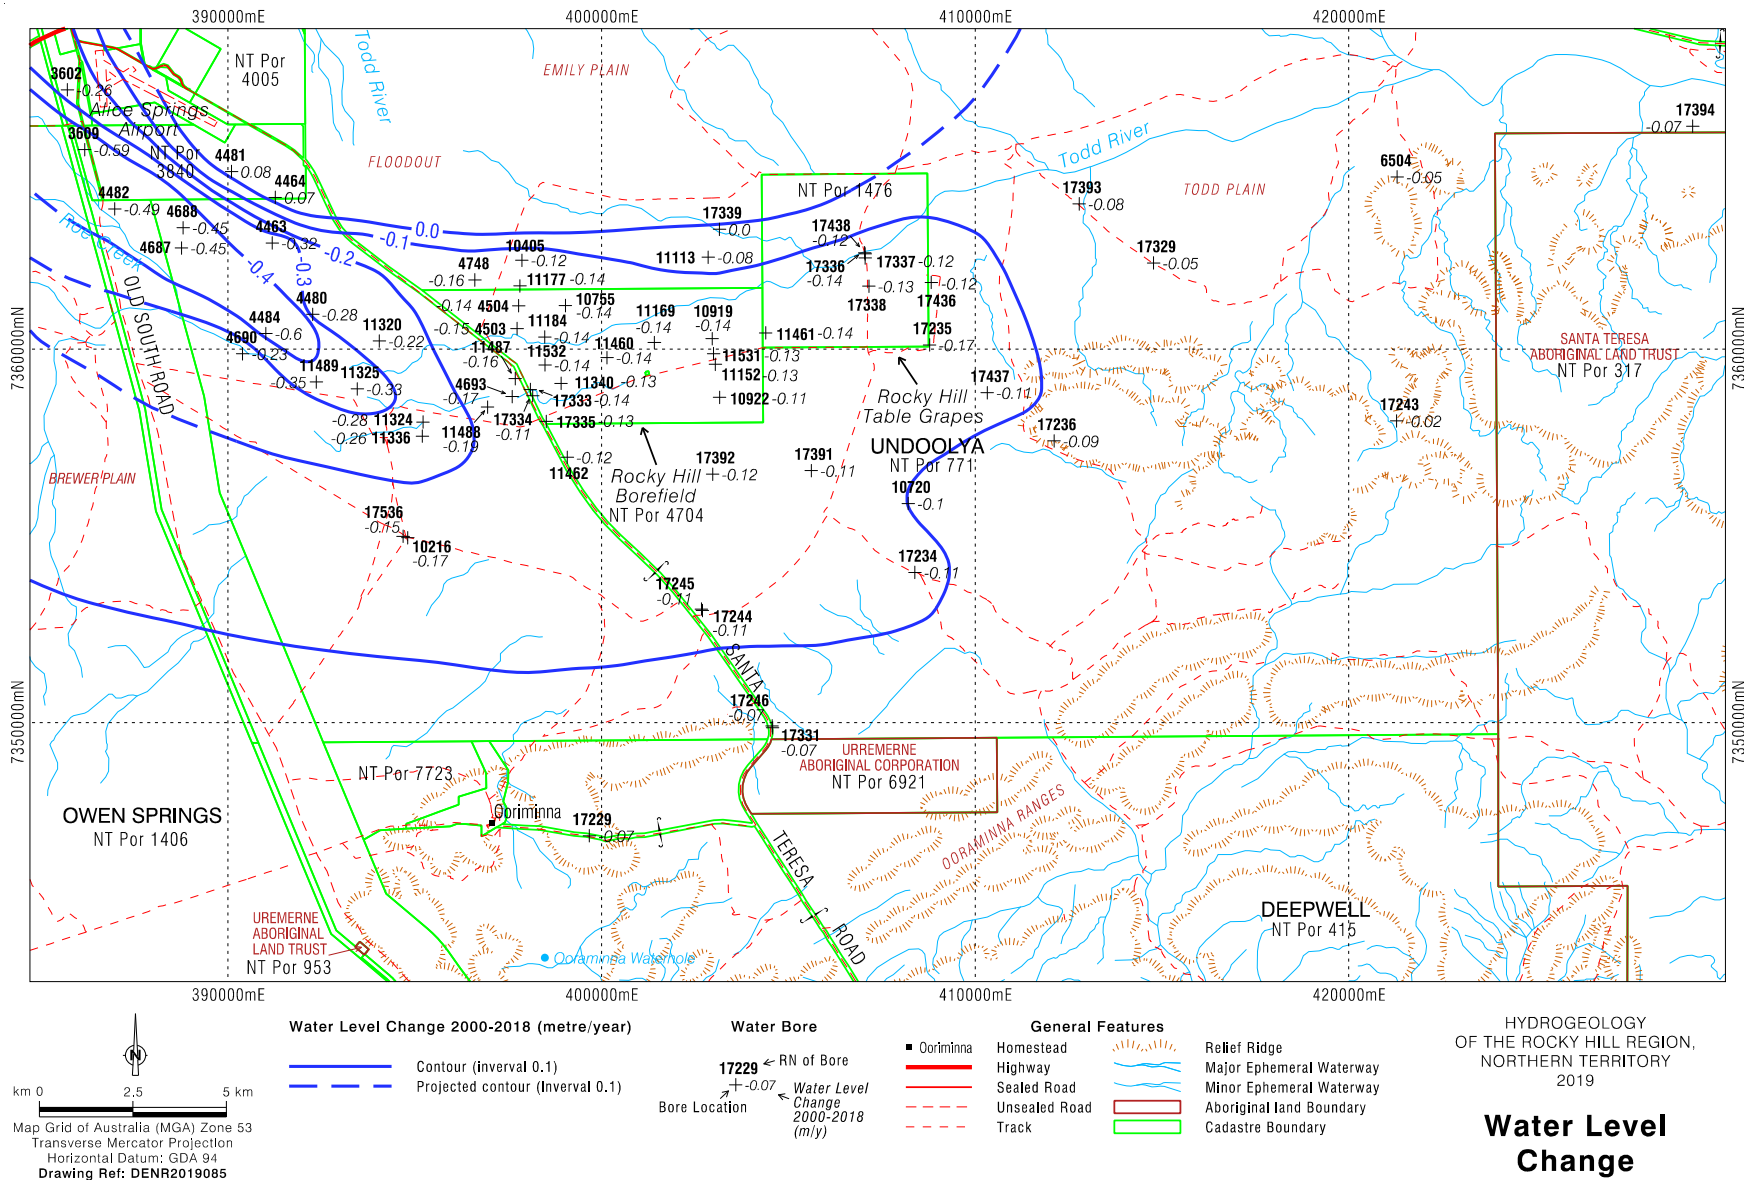 390000mE
400000mE
410000mE
420000mE
Todd River
EMILY PLAIN
NT Por
4005
3602
-0.26
Alice Springs
Airport
17394
-0.07
3609
-0.59
NT Por
3840
4481
0.08
FLOODOUT
Todd River
6504
-0.05
4464
0.07
NT Por 1476
17393
-0.08
TODD PLAIN
4482
-0.49
4688
-0.45
17339
0.0
17438
-0.12
Roe Creek
4463
-0.32
0.0
-0.1
-0.2
-0.3
-0.4
4687
-0.45
10405
-0.12
11113
-0.08
17329
-0.05
4748
-0.16
17336
-0.14
17337
-0.12
11177
-0.14
-0.13
17338
-0.12
17436
OLD SOUTH ROAD
4480
-0.28
-0.14
4504
10755
-0.14
11169
-0.14
10919
-0.14
4484
-0.6
-0.15
4503
11184
-0.14
11461
-0.14
17235
-0.17
4690
-0.23
11320
-0.22
11487
-0.16
11532
-0.14
11460
-0.14
11531
-0.13
SANTA TERESA
ABORIGINAL LAND TRUST
NT Por 317
11489
-0.35
11325
-0.33
4693
-0.17
11340
-0.13
11152
-0.13
17437
-0.11
17333
-0.14
10922
-0.11
Rocky Hill
Table Grapes
17243
-0.02
-0.28
11324
17334
-0.11
17335
-0.13
17236
-0.09
-0.26
11336
11488
-0.19
UNDOOLYA
NT Por 771
BREWER PLAIN
-0.12
11462
17392
-0.12
17391
-0.11
Rocky Hill
Borefield
NT Por 4704
10720
-0.1
17536
-0.15
10216
-0.17
17234
-0.11
17245
-0.11
17244
-0.11
SANTA
17246
-0.07
17331
-0.07
URREMERNE
ABORIGINAL CORPORATION
NT Por 6921
NT Por 7723
OWEN SPRINGS
NT Por 1406
Ooriminna
17229
-0.07
OORAMINNA RANGES
TERESA
ROAD
DEEPWELL
NT Por 415
UREMERNE
ABORIGINAL
LAND TRUST
NT Por 953
Ooraminna Waterhole
7360000mN
7360000mN
7350000mN
7350000mN
390000mE
400000mE
410000mE
420000mE
N
km 0
2.5
5 km
Map Grid of Australia (MGA) Zone 53
Transverse Mercator Projection
Horizontal Datum: GDA 94
Drawing Ref: DENR2019085
Water Level Change 2000-2018 (metre/year)
Contour (inverval 0.1)
Projected contour (Inverval 0.1)
Water Bore
17229
-0.07
RN of Bore
Bore Location
Water Level
Change
2000-2018
(m/y)
General Features
Ooriminna
Homestead
Highway
Sealed Road
Unsealed Road
Track
Relief Ridge
Major Ephemeral Waterway
Minor Ephemeral Waterway
Aboriginal land Boundary
Cadastre Boundary
HYDROGEOLOGY
OF THE ROCKY HILL REGION,
NORTHERN TERRITORY
2019
Water Level
Change